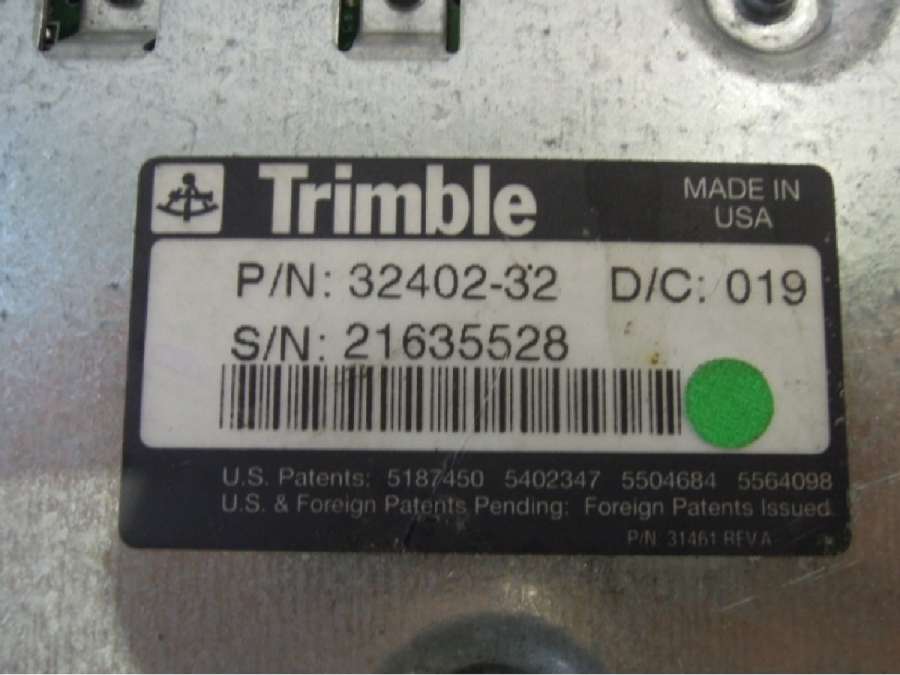 Trimble
MADE IN
USA
P/N: 32402-32 D/C: 019
S/N: 21635528
U.S. Patents: 5187450 5402347 5504684 5564098
U.S. & Foreign Patents Pending: Foreign Patents Issued
P/N 31461 REV A